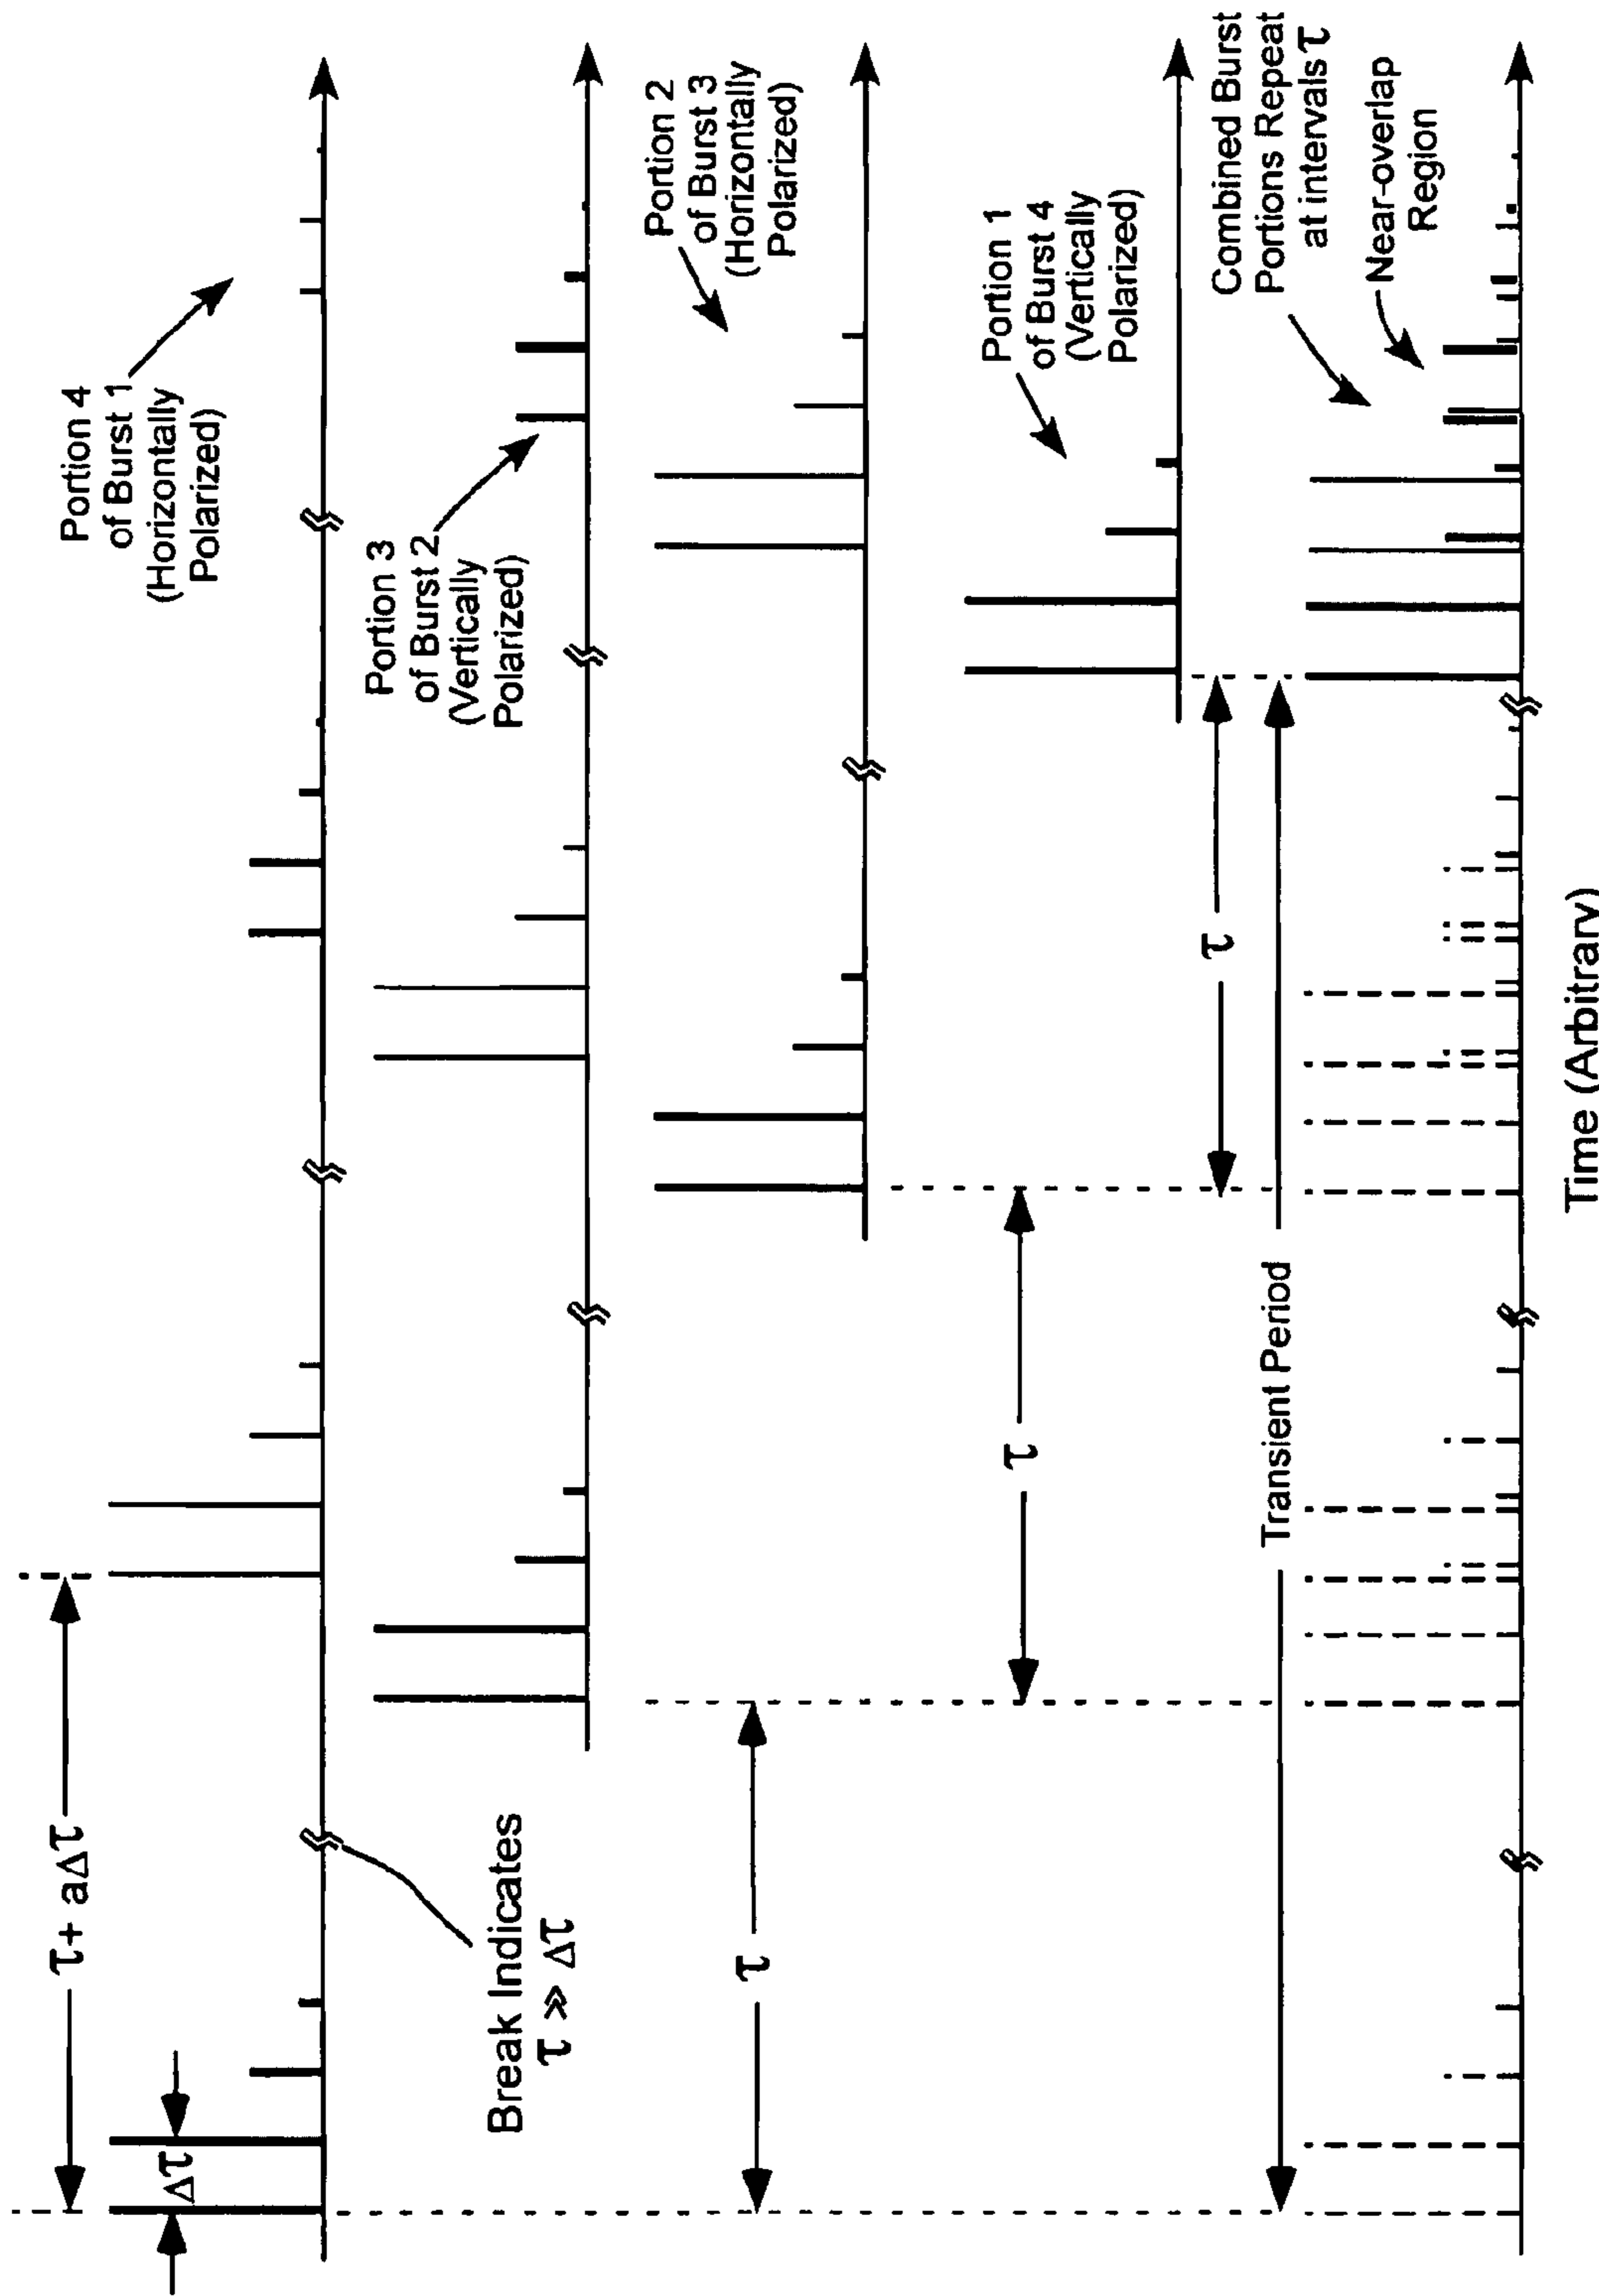 τ + aΔτ
Δτ
Portion 4
of Burst 1
(Horizontally
Polarized)
Break Indicates
τ ≫ Δτ
Portion 3
of Burst 2
(Vertically
Polarized)
τ
Portion 2
of Burst 3
(Horizontally
Polarized)
τ
Portion 1
of Burst 4
(Vertically
Polarized)
τ
Transient Period
Combined Burst
Portions Repeat
at intervals τ
Near-overlap
Region
Time (Arbitrary)